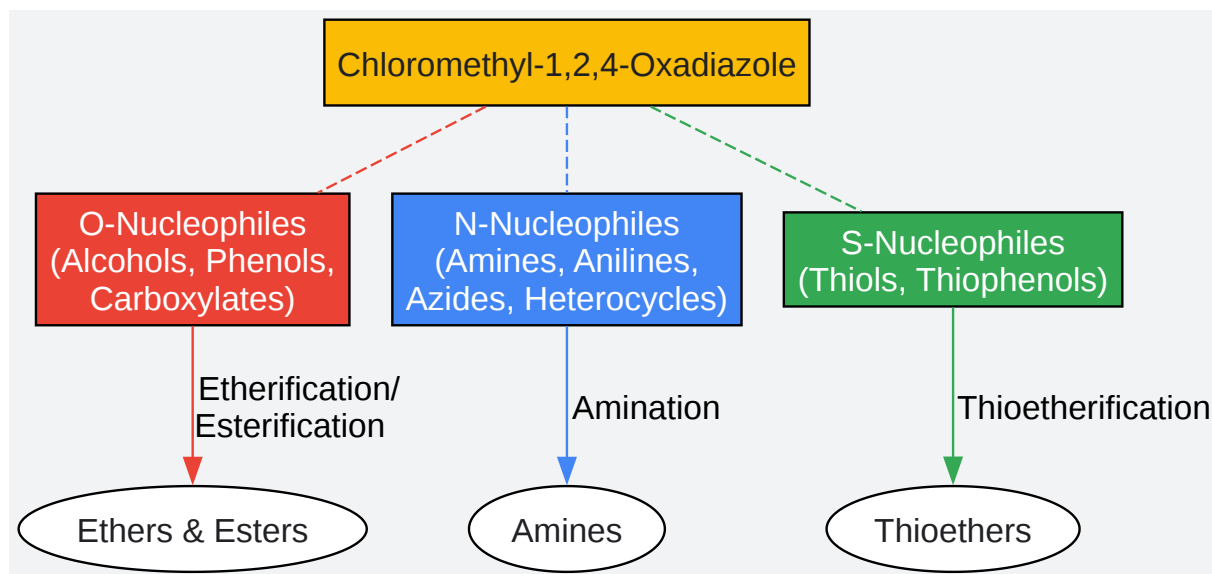 Chloromethyl-1,2,4-Oxadiazole
O-Nucleophiles
(Alcohols, Phenols,
Carboxylates)
N-Nucleophiles
(Amines, Anilines,
Azides, Heterocycles)
S-Nucleophiles
(Thiols, Thiophenols)
Etherification/
Esterification
Amination
Thioetherification
Ethers & Esters
Amines
Thioethers